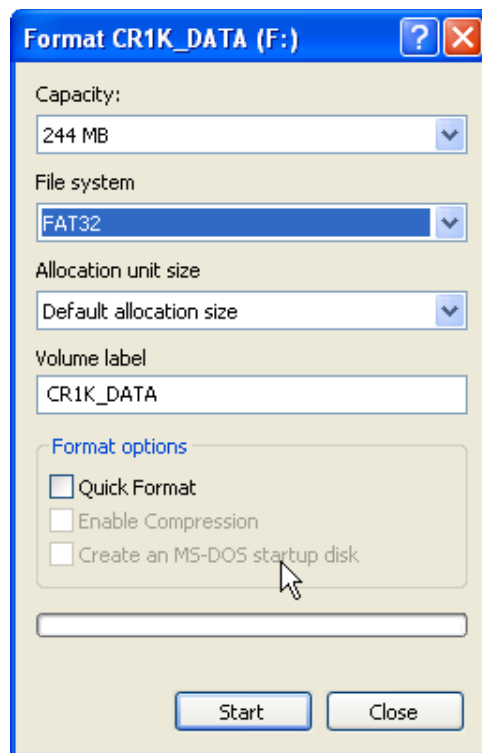 Format CR1K_DATA (F:)
Capacity:
244 MB
File system
FAT32
Allocation unit size
Default allocation size
Volume label
CR1K_DATA
Format options
Quick Format
Enable Compression
Create an MS-DOS startup disk
Start
Close